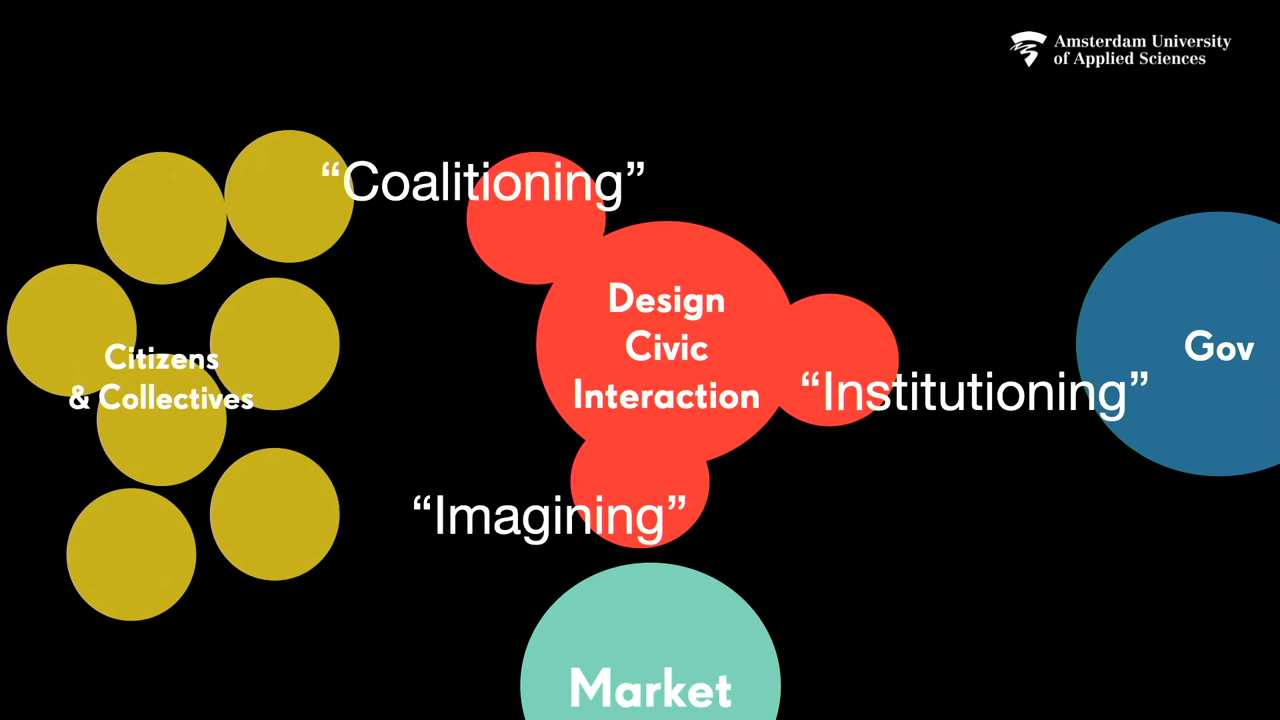 Amsterdam University
of Applied Sciences
“Coalitioning”
Design
Civic
Interaction
Citizens
& Collectives
Gov
“Institutioning”
“Imagining”
Market